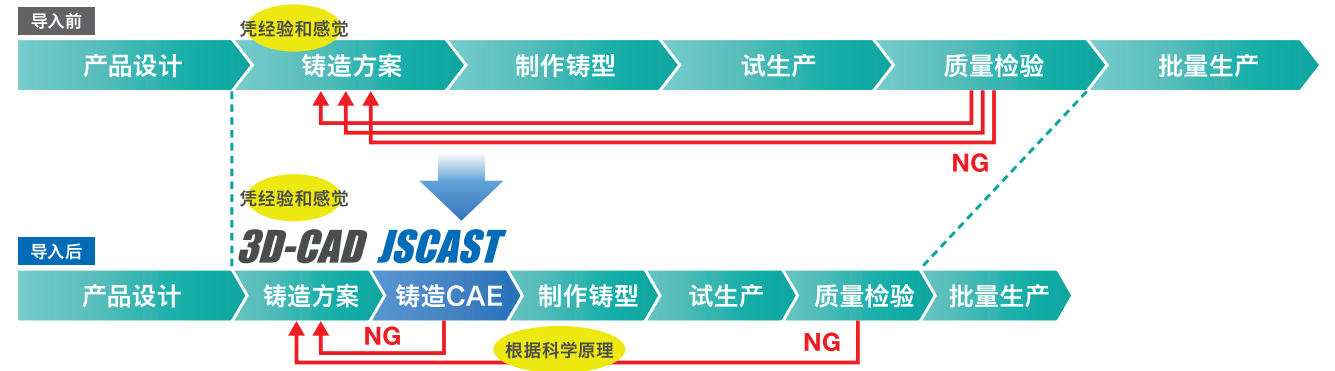 导入前
凭经验和感觉
产品设计
铸造方案
制作铸型
试生产
质量检验
批量生产
NG
凭经验和感觉
3D-CAD
JSCAST
导入后
产品设计
铸造方案
铸造CAE
制作铸型
试生产
质量检验
批量生产
NG
根据科学原理
NG